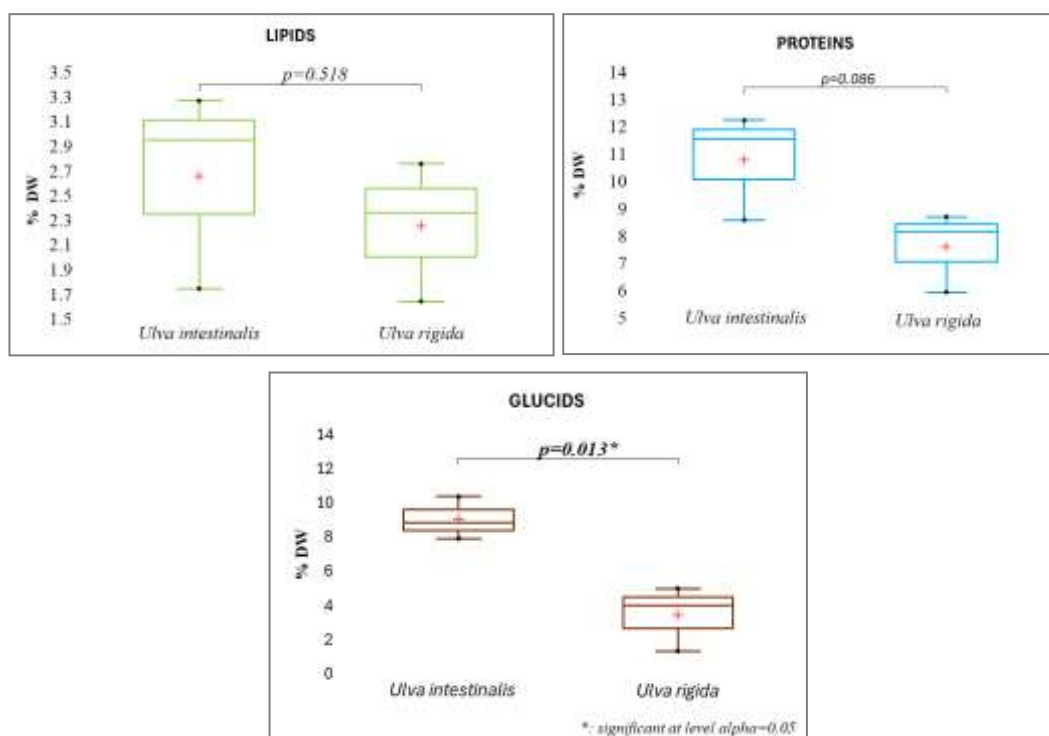 LIPIDS
p=0.518
% DW
3.5
3.3
3.1
2.9
2.7
2.5
2.3
2.1
1.9
1.7
1.5
Ulva intestinalis Ulva rigida
PROTEINS
p=0.086
% DW
14
13
12
11
10
9
8
7
6
5
Ulva intestinalis Ulva rigida
GLUCIDS
p=0.013*
% DW
14
12
10
8
6
4
2
0
Ulva intestinalis Ulva rigida
*: significant at level alpha=0.05